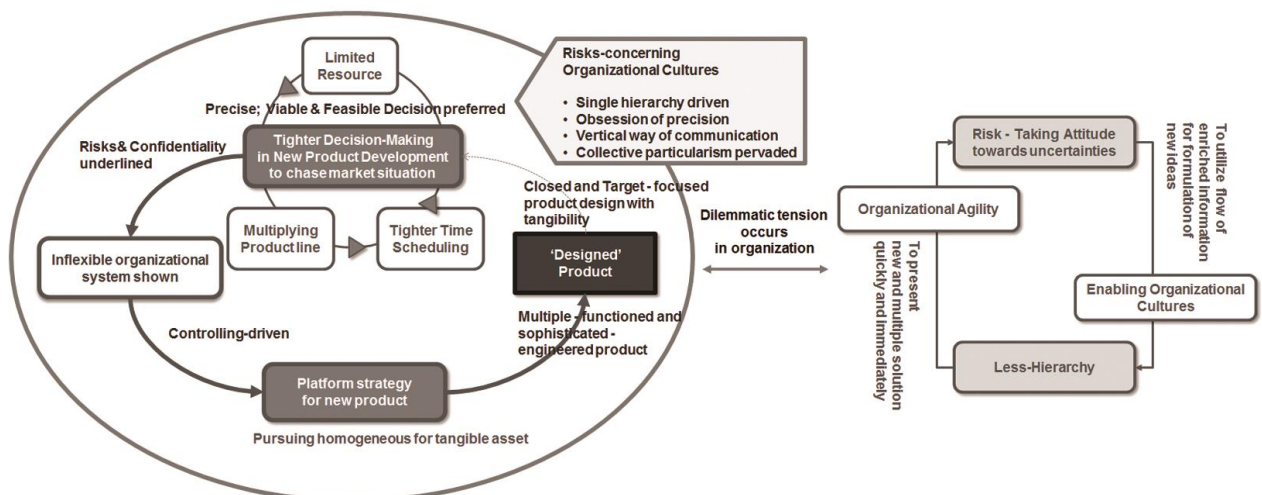 Limited
Resource
Precise; Viable & Feasible Decision preferred
Tighter Decision-Making
in New Product Development
to chase market situation
Risks& Confidentiality
underlined
Multiplying
Product line
Tighter Time
Scheduling
Inflexible organizational
system shown
Controlling-driven
Platform strategy
for new product
Pursuing homogeneous for tangible asset
Closed and Target - focused
product design with
tangibility
‘Designed’
Product
Multiple - functioned and
sophisticated -
engineered product
Risks-concerning
Organizational Cultures
• Single hierarchy driven
• Obsession of precision
• Vertical way of communication
• Collective particularism pervaded
Dilemmatic tension
occurs
in organization
Risk - Taking Attitude
towards uncertainties
Organizational Agility
To utilize flow of
enriched information
for formulation of
new ideas
To present
new and multiple solution
quickly and immediately
Enabling Organizational
Cultures
Less-Hierarchy